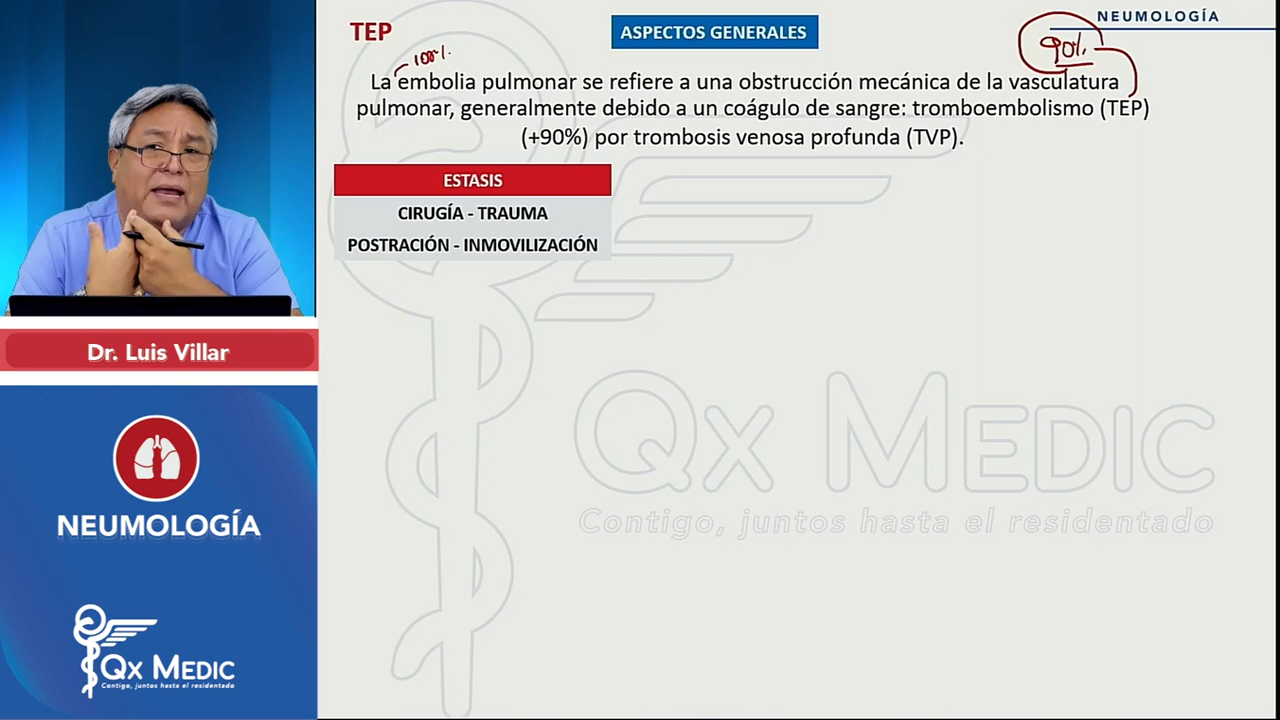 NEUMOLOGÍA
TEP
ASPECTOS GENERALES
90%
100%
La embolia pulmonar se refiere a una obstrucción mecánica de la vasculatura
pulmonar, generalmente debido a un coágulo de sangre: tromboembolismo (TEP)
(+90%) por trombosis venosa profunda (TVP).
ESTASIS
CIRUGÍA - TRAUMA
POSTRACIÓN - INMOVILIZACIÓN
Dr. Luis Villar
NEUMOLOGÍA
QX MEDIC
Contigo, juntos hasta el residentado
QX MEDIC
Contigo, juntos hasta el residentado